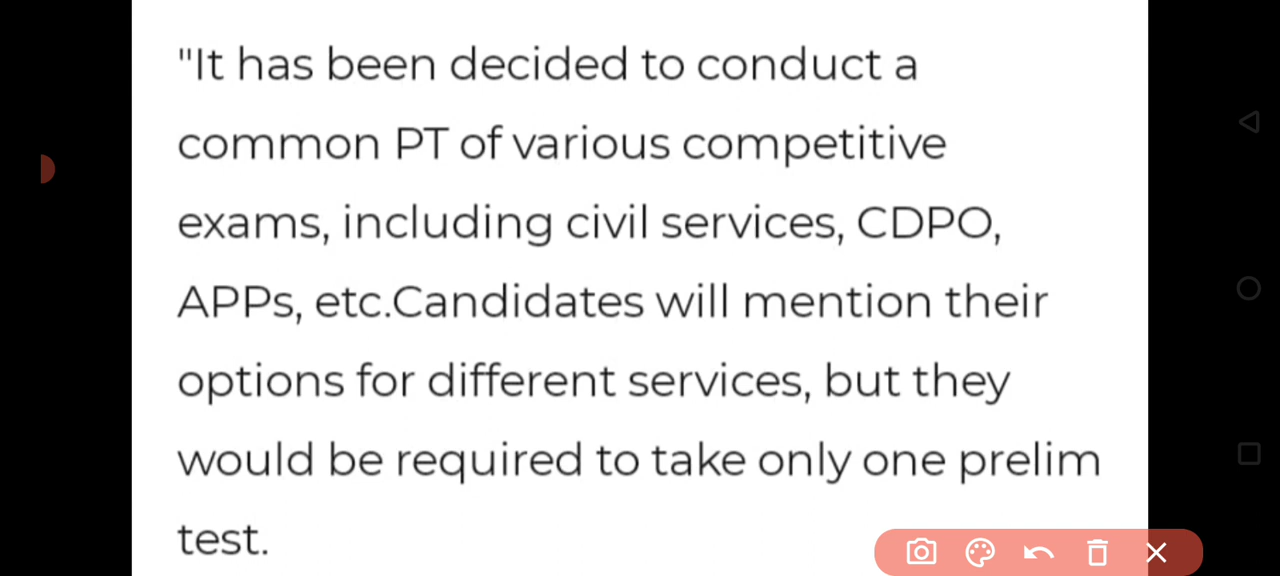 "It has been decided to conduct a
common PT of various competitive
exams, including civil services, CDPO,
APPs, etc.Candidates will mention their
options for different services, but they
would be required to take only one prelim
test.